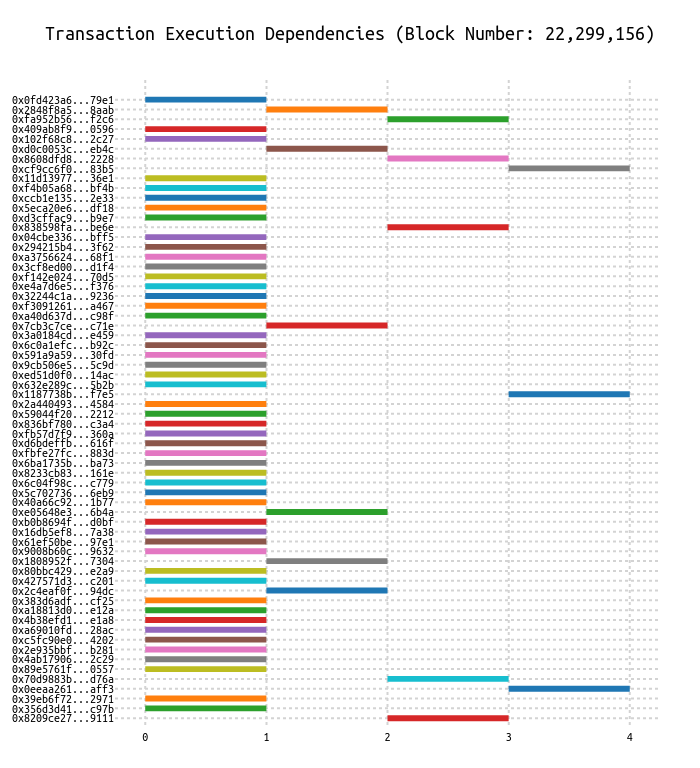 Transaction Execution Dependencies (Block Number: 22,299,156)
0x0fd423a6...79e1
0x2848f8a5...8aab
0xfa952b56...f2c6
0x409ab8f9...0596
0x102f68c8...2c27
0xd0c0053c...eb4c
0x8608dfd8...2228
0xcf9cc6f0...83b5
0x11d13977...36e1
0xf4b05a68...bf4b
0xccb1e135...2e33
0x5eca20e6...df18
0xd3cffac9...b9e7
0x838598fa...be6e
0x04cbe336...bff5
0x294215b4...3f62
0xa3756624...68f1
0x3cf8ed00...d1f4
0xf142e024...70d5
0xe4a7d6e5...f376
0x32244c1a...9236
0xf3091261...a467
0xa40d637d...c98f
0x7cb3c7ce...c71e
0x3a0184cd...e459
0x6c0a1efc...b92c
0x591a9a59...30fd
0x9cb506e5...5c9d
0xed51d0f0...14ac
0x632e289c...5b2b
0x1187738b...f7e5
0x2a440493...4584
0x59044f20...2212
0x836bf780...c3a4
0xfb57d7f9...360a
0xd6bdeffb...616f
0xfbfe27fc...883d
0x6ba1735b...ba73
0x8233cb83...161e
0x6c04f98c...c779
0x5c702736...6eb9
0x40a66c92...1b77
0xe05648e3...6b4a
0xb0b8694f...d0bf
0x16db5ef8...7a38
0x61ef50be...97e1
0x9008b60c...9632
0x1808952f...7304
0x80bbc429...e2a9
0x427571d3...c201
0x2c4eaf0f...94dc
0x383d6adf...cf25
0xa18813d0...e12a
0x4b38efd1...e1a8
0xa69010fd...28ac
0xc5fc90e0...4202
0x2e935bbf...b281
0x4ab17906...2c29
0x89e5761f...0557
0x70d9883b...d76a
0x0eeaa261...aff3
0x39eb6f72...2971
0x356d3d41...c97b
0x8209ce27...9111
0 1 2 3 4